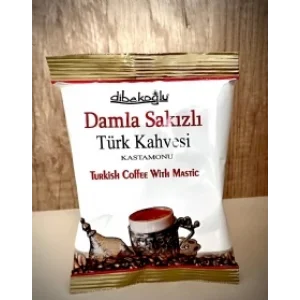 dibekoğlu
Damla Sakızlı
Türk Kahvesi
KASTAMONU
Turkish Coffee With Mastic